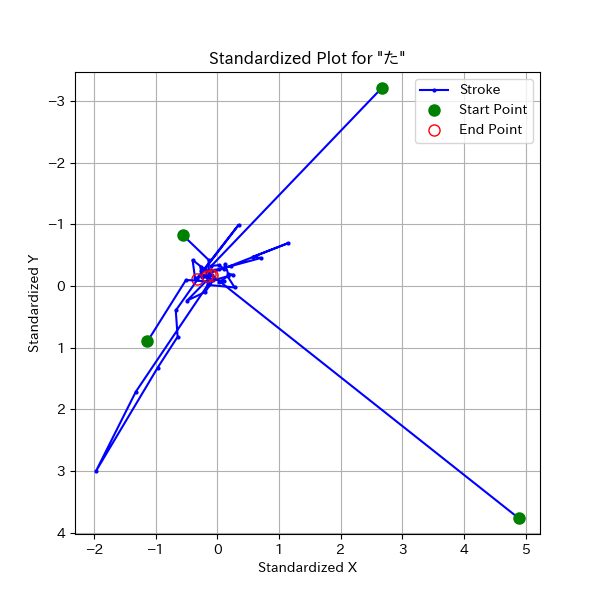 Standardized Plot for "た"
Stroke
Start Point
End Point
−3
−2
−1
0
1
2
3
4
Standardized Y
−2
−1
0
1
2
3
4
5
Standardized X